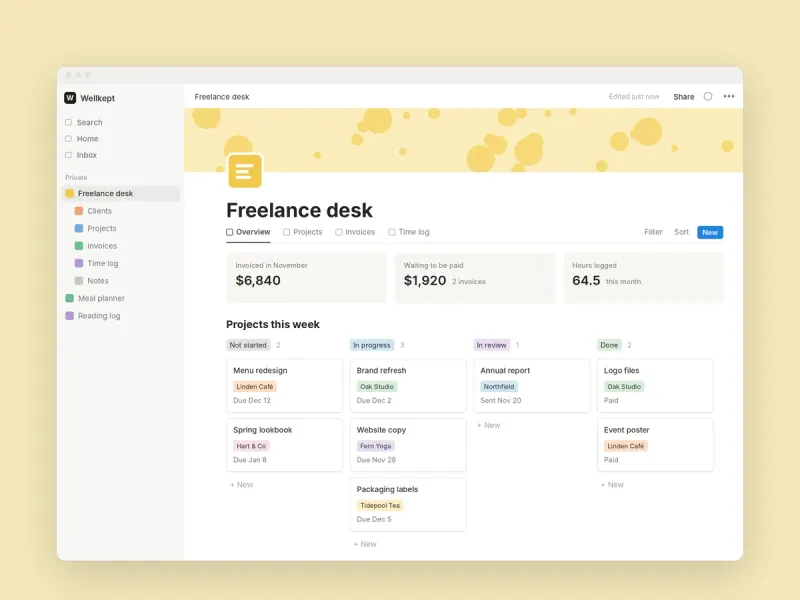 W Wellkept
Search
Home
Inbox
Private
Freelance desk
Clients
Projects
Invoices
Time log
Notes
Meal planner
Reading log
Freelance desk
Edited just now Share
Freelance desk
Overview Projects Invoices Time log
Filter Sort New
Invoiced in November
$6,840
Waiting to be paid
$1,920 2 invoices
Hours logged
64.5 this month
Projects this week
Not started 2
Menu redesign
Linden Café
Due Dec 12
Spring lookbook
Hart & Co
Due Jan 8
+ New
In progress 3
Brand refresh
Oak Studio
Due Dec 2
Website copy
Fern Yoga
Due Nov 28
Packaging labels
Tidepool Tea
Due Dec 5
+ New
In review 1
Annual report
Northfield
Sent Nov 20
+ New
Done 2
Logo files
Oak Studio
Paid
Event poster
Linden Café
Paid
+ New